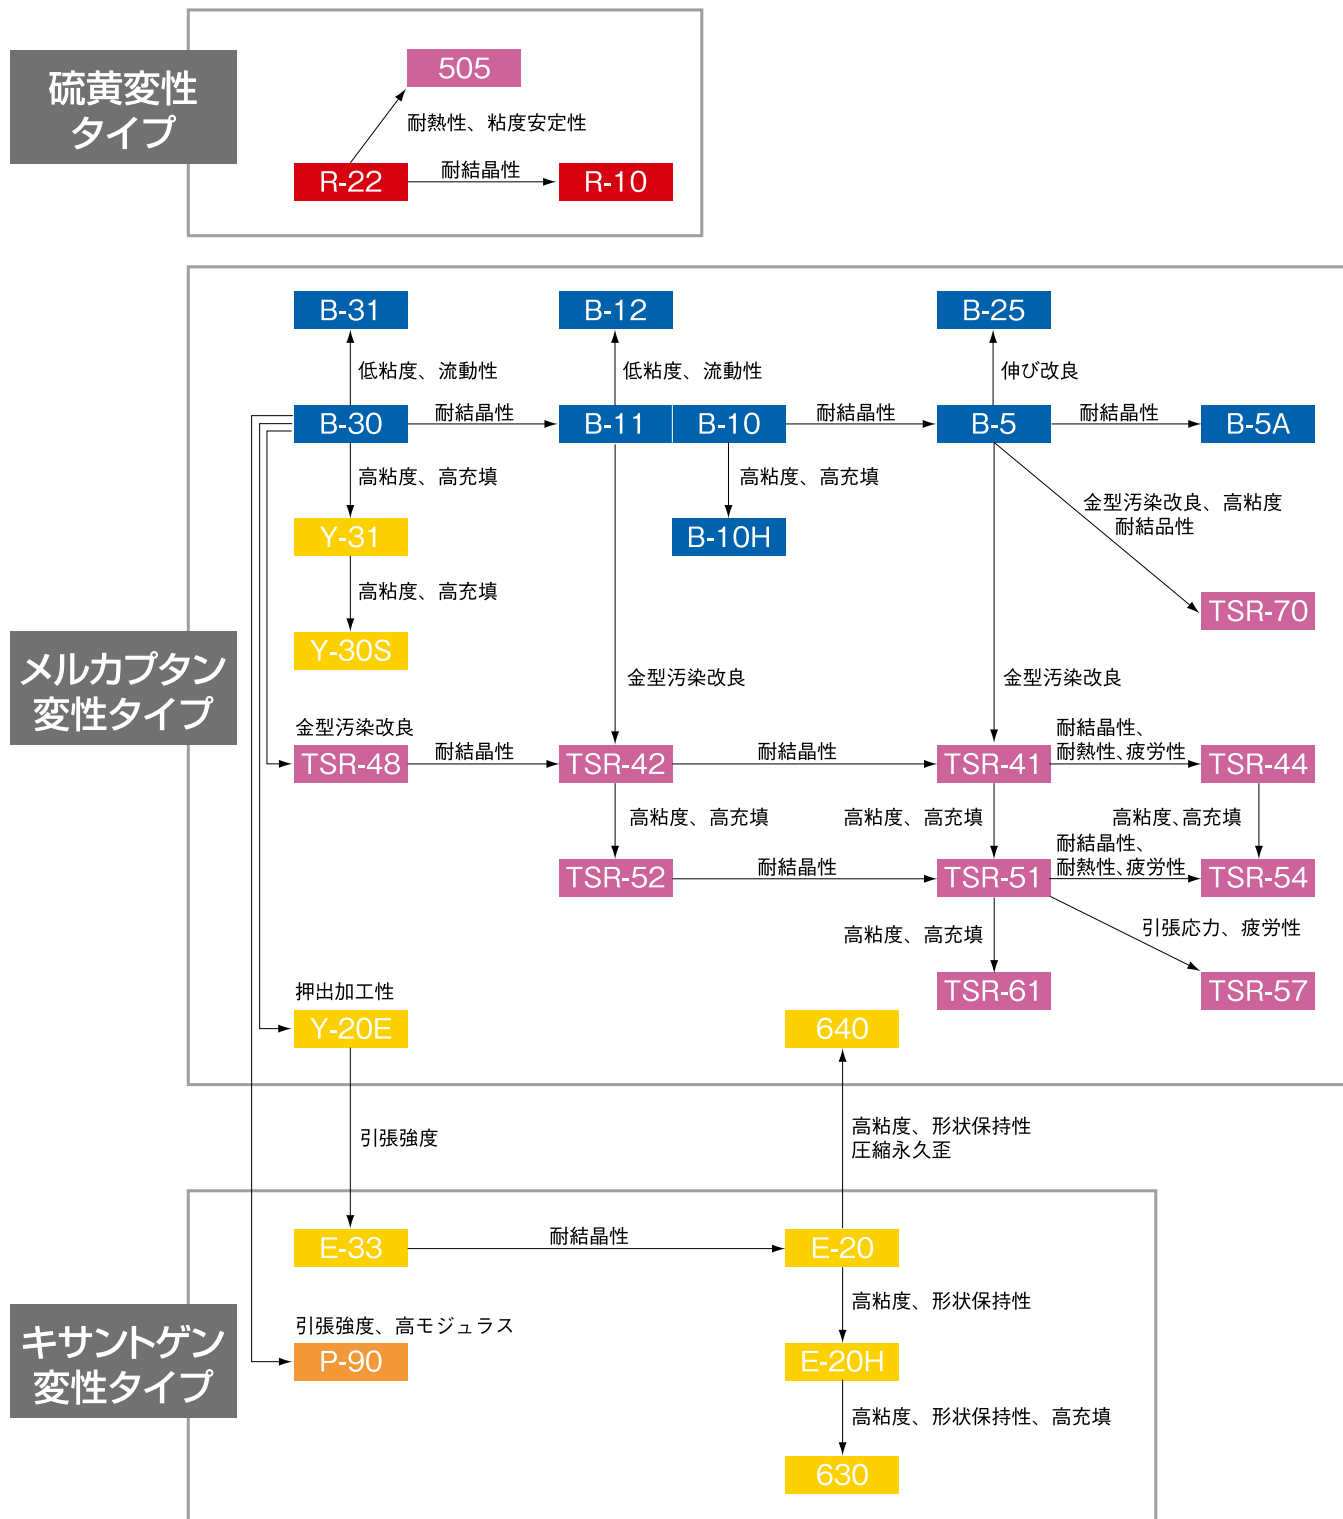 硫黄変性
タイプ
505
耐熱性、粘度安定性
R-22
耐結晶性
R-10
メルカプタン
変性タイプ
B-31
B-12
B-25
低粘度、流動性
低粘度、流動性
伸び改良
B-30
耐結晶性
B-11
B-10
耐結晶性
B-5
耐結晶性
B-5A
高粘度、高充填
高粘度、高充填
金型汚染改良、高粘度
耐結品性
Y-31
B-10H
高粘度、高充填
TSR-70
Y-30S
金型汚染改良
金型汚染改良
金型汚染改良
耐結晶性、
耐熱性、疲労性
TSR-48
耐結晶性
TSR-42
耐結晶性
TSR-41
TSR-44
高粘度、高充填
高粘度、高充填
高粘度、高充填
耐結晶性、
耐熱性、疲労性
TSR-52
耐結晶性
TSR-51
TSR-54
高粘度、高充填
引張応力、疲労性
TSR-61
TSR-57
押出加工性
Y-20E
640
引張強度
高粘度、形状保持性
圧縮永久歪
キサントゲン
変性タイプ
E-33
耐結晶性
E-20
高粘度、形状保持性
引張強度、高モジュラス
P-90
E-20H
高粘度、形状保持性、高充填
630